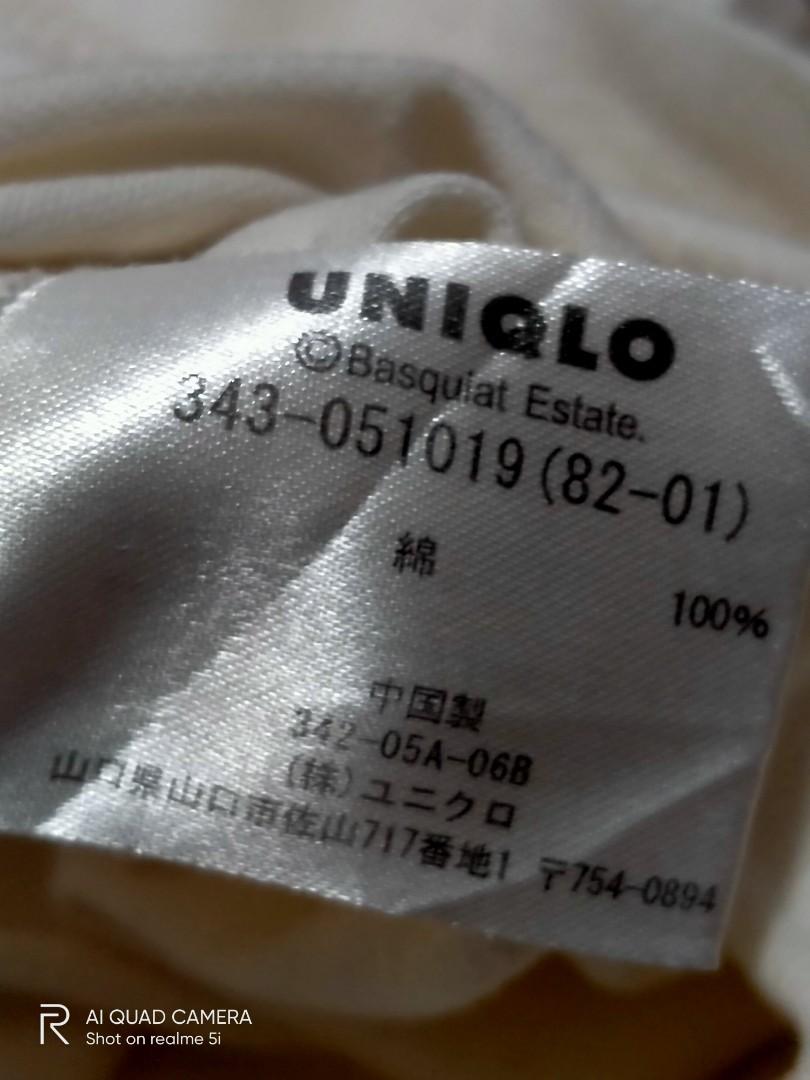 UNIQLO
©Basquiat Estate.
343-051019(82-01)
綿
100%
中国製
342-05A-06B
(株)ユニクロ
山口県山口市佐山717番地1 〒754-0894
AI QUAD CAMERA
Shot on realme 5i